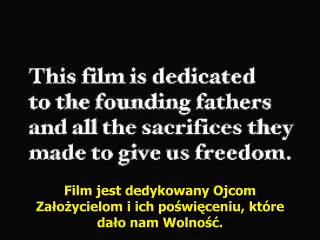 This film is dedicated
to the founding fathers
and all the sacrifices they
made to give us freedom.
Film jest dedykowany Ojcom
Założycielom i ich poświęceniu, które
dało nam Wolność.